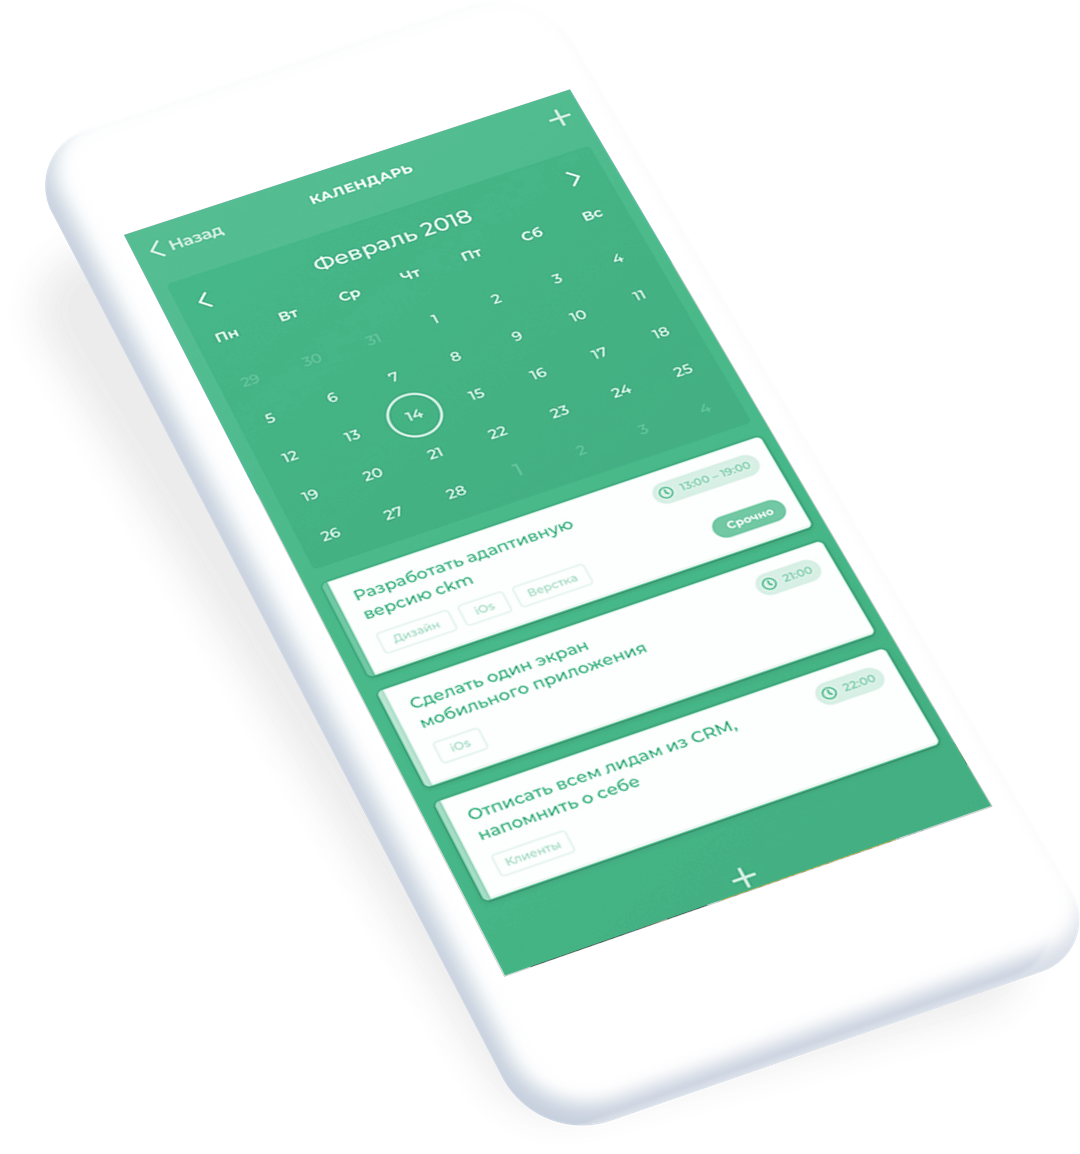 Назад
КАЛЕНДАРЬ
Февраль 2018
Пн Вт Ср Чт Пт Сб Вс
29 30 31 1 2 3 4
5 6 7 8 9 10 11
12 13 14 15 16 17 18
19 20 21 22 23 24 25
26 27 28 1 2 3 4
13:00 – 19:00
Разработать адаптивную
версию ckm
Срочно
Дизайн iOs Верстка
21:00
Сделать один экран
мобильного приложения
iOs
22:00
Отписать всем лидам из CRM,
напомнить о себе
Клиенты